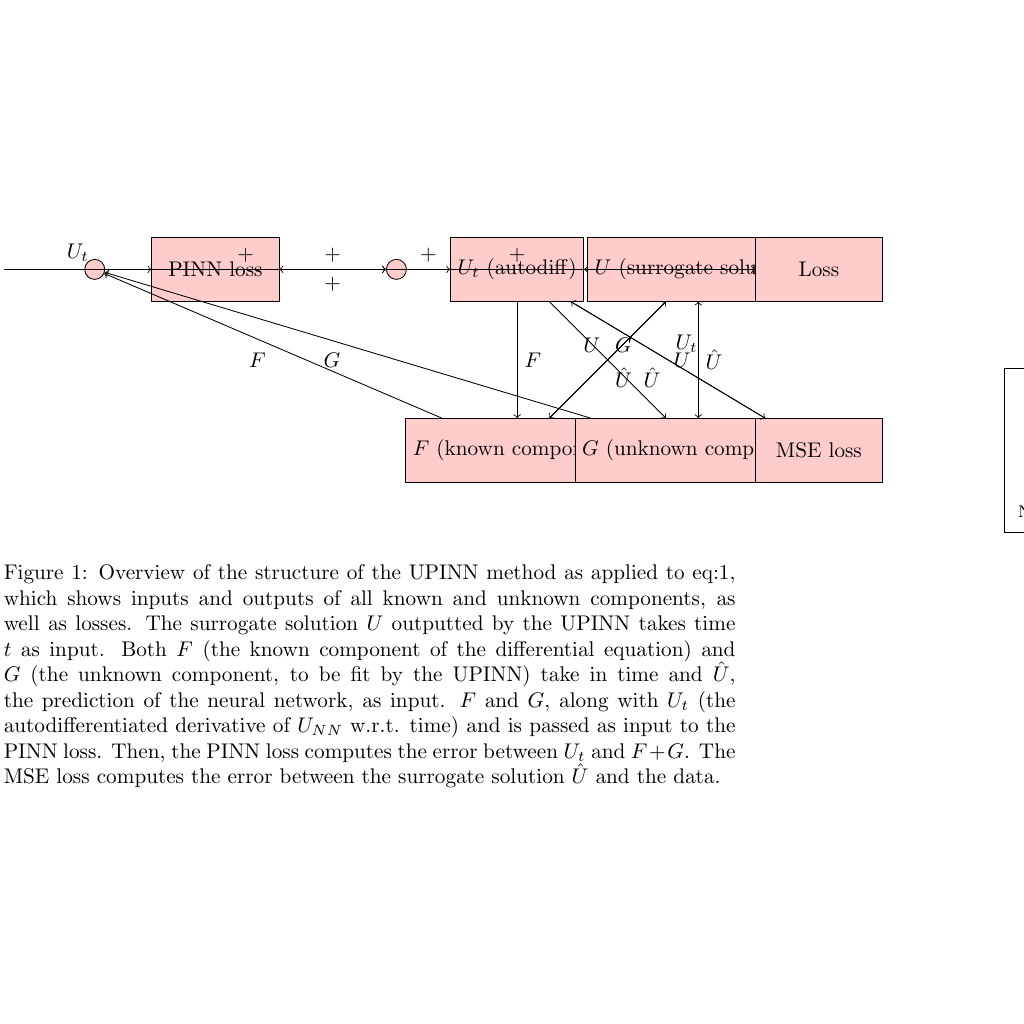 U_t
+ + + +
PINN loss
U_t (autodiff)
U (surrogate solu
Loss
+
F G
F
U G
Û Û
U_t
U Û
F (known compo
G (unknown comp
MSE loss
N
Figure 1: Overview of the structure of the UPINN method as applied to eq:1,
which shows inputs and outputs of all known and unknown components, as
well as losses. The surrogate solution U outputted by the UPINN takes time
t as input. Both F (the known component of the differential equation) and
G (the unknown component, to be fit by the UPINN) take in time and Û,
the prediction of the neural network, as input. F and G, along with U_t (the
autodifferentiated derivative of U_{NN} w.r.t. time) and is passed as input to the
PINN loss. Then, the PINN loss computes the error between U_t and F+G. The
MSE loss computes the error between the surrogate solution Û and the data.